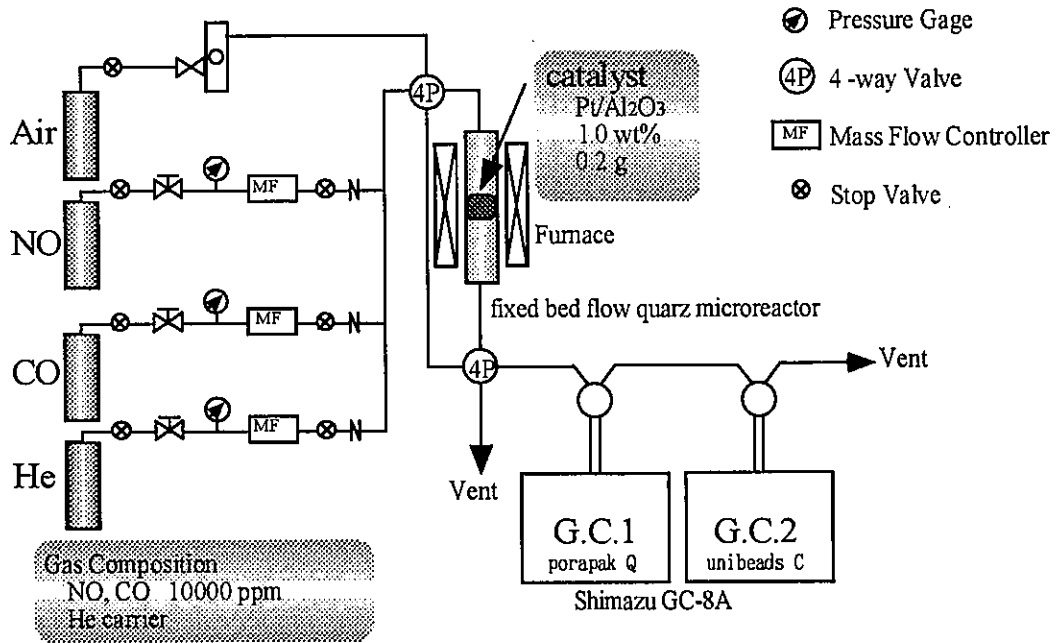 Pressure Gage
4P
4 -way Valve
MF
Mass Flow Controller
Stop Valve
Air
4P
catalyst
Pt/Al2O3
1.0 wt%
0.2 g
MF
NO
Furnace
fixed bed flow quarz microreactor
MF
CO
4P
Vent
MF
He
Vent
G.C.1
porapak Q
G.C.2
unibeads C
Shimazu GC-8A
Gas Composition
NO, CO 10000 ppm
He carrier